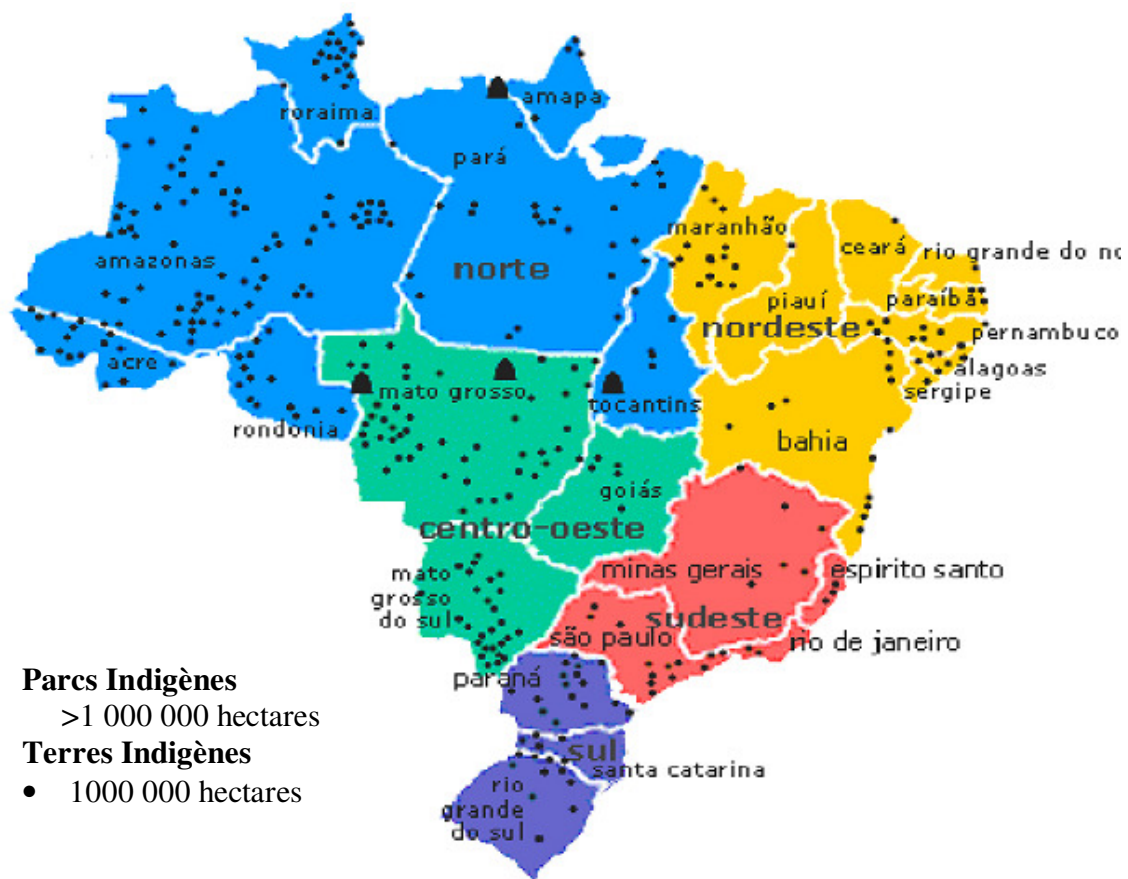 roraima
amapa
pará
maranhão
ceará
rio grande do no
amazonas
norte
piauí
paraíba
nordeste
pernambuco
acre
alagoas
mato grosso
sergipe
tocantins
rondonia
bahia
goiás
centro-oeste
minas gerais
espirito santo
mato
grosso
do sul
sudeste
são paulo
rio de janeiro
paraná
Parcs Indigènes
>1 000 000 hectares
Terres Indigènes
• 1000 000 hectares
sul
santa catarina
rio
grande
do sul